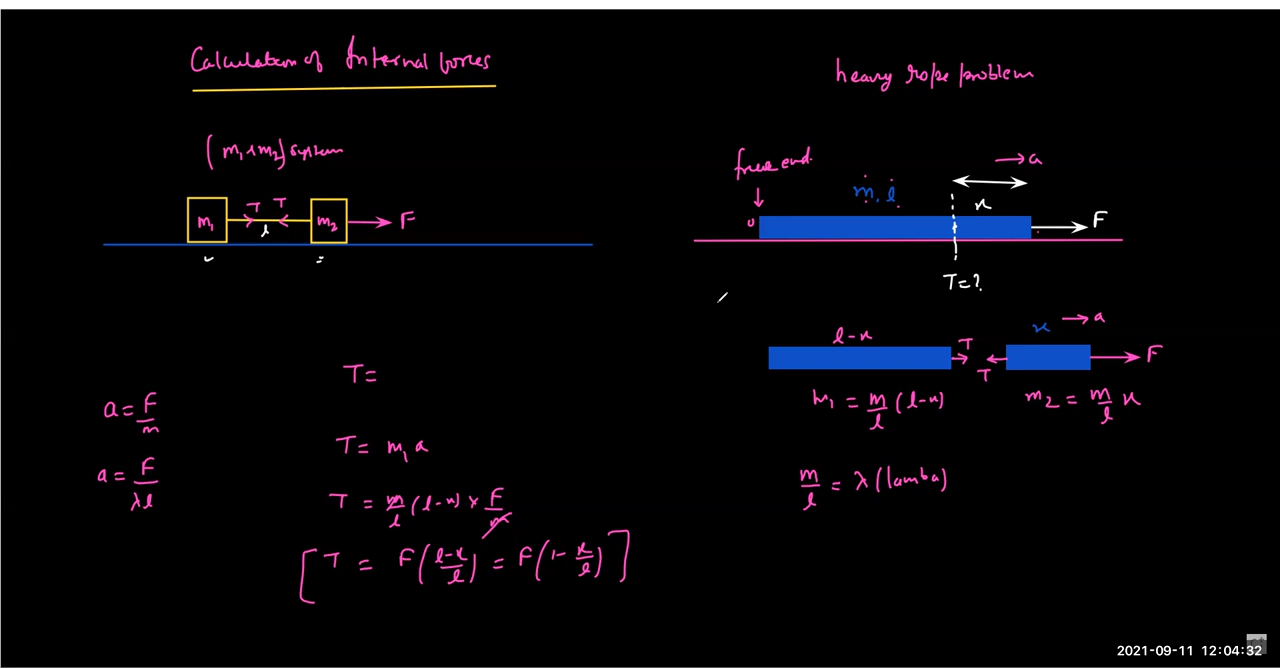 Calculation of Internal forces
heavy rope problem
(m₁+m₂) system
free end.
→ a
m, l
x
m₁ T T m₂ F
l
0
F
T=?
l-x
x → a
T
T
F
T =
m₁ = m/l (l-x)
m₂ = m/l x
a = F/m
T = m₁ a
a = F/λl
m/l = λ (lamba)
T = m/l (l-x) × F/m
[ T = F(l-x/l) = F(1-x/l) ]
2021-09-11 12:04:32